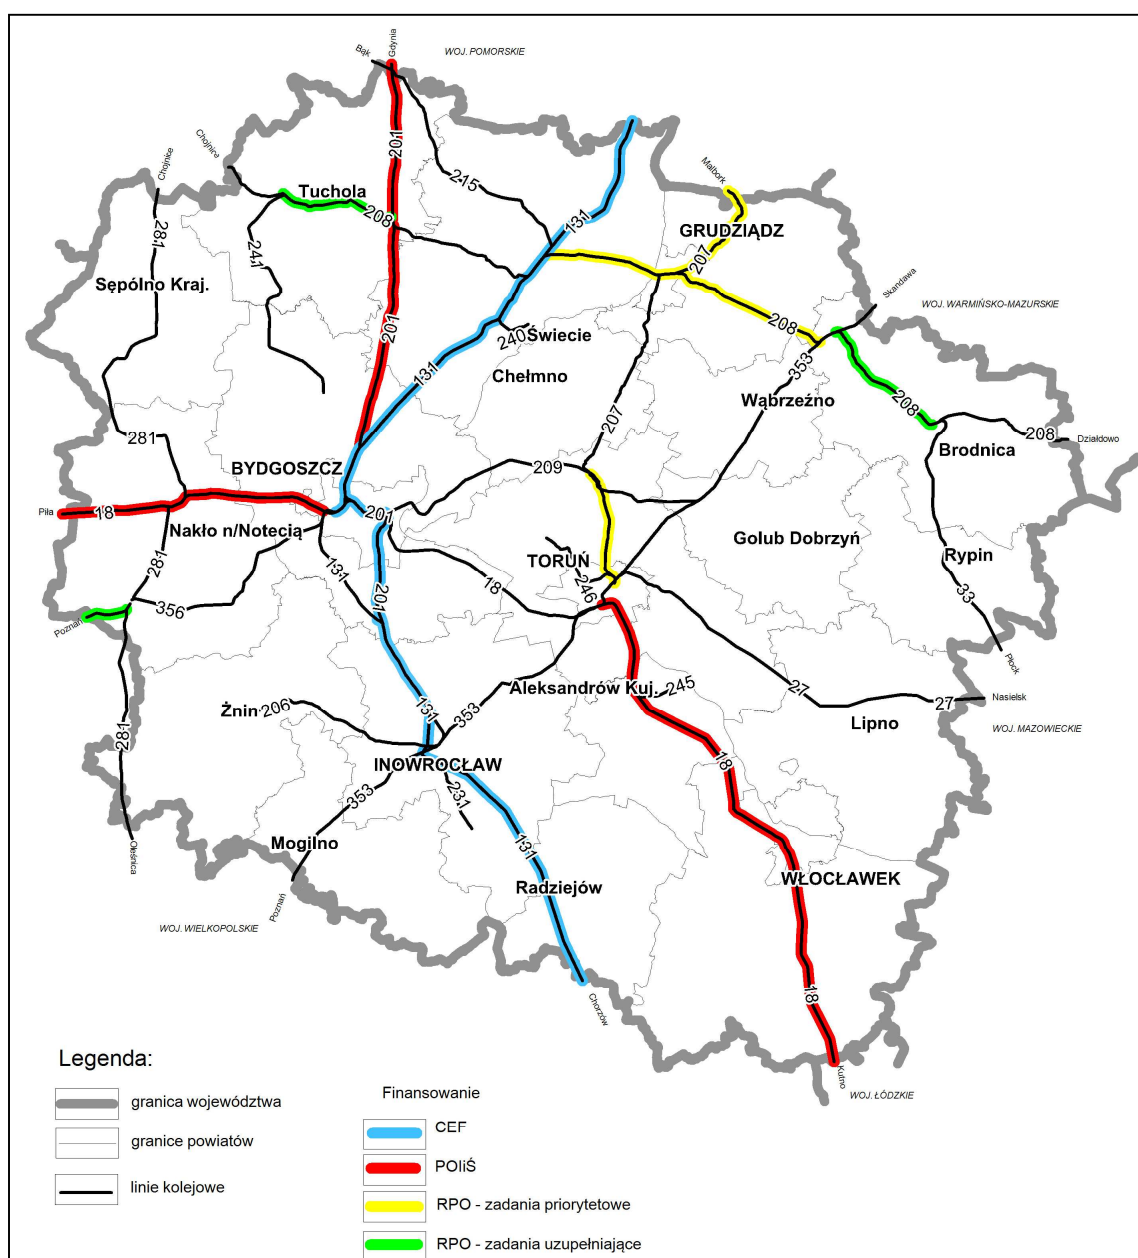 Gdynia
Bąk
WOJ. POMORSKIE
201
Chojnice
Chojnice
Malbork
215
Tuchola
208
131
GRUDZIĄDZ
281
241
207
Sępólno Kraj.
Skandawa
WOJ. WARMIŃSKO-MAZURSKIE
201
240
Świecie
208
353
131
Chełmno
Wąbrzeźno
208
207
281
208
Działdowo
Brodnica
BYDGOSZCZ
209
Piła
18
201
Nakło n/Notecią
Golub Dobrzyń
281
131
TORUŃ
Rypin
18
246
33
201
356
Poznań
Płock
Aleksandrów Kuj.
245
27
27
Nasielsk
Żnin
206
131
353
Lipno
WOJ. MAZOWIECKIE
281
INOWROCŁAW
18
353
231
Oleśnica
Mogilno
131
Radziejów
WŁOCŁAWEK
Poznań
WOJ. WIELKOPOLSKIE
18
Chorzów
Kutno
WOJ. ŁÓDZKIE
Legenda:
granica województwa
granice powiatów
linie kolejowe
Finansowanie
CEF
POIiŚ
RPO - zadania priorytetowe
RPO - zadania uzupełniające